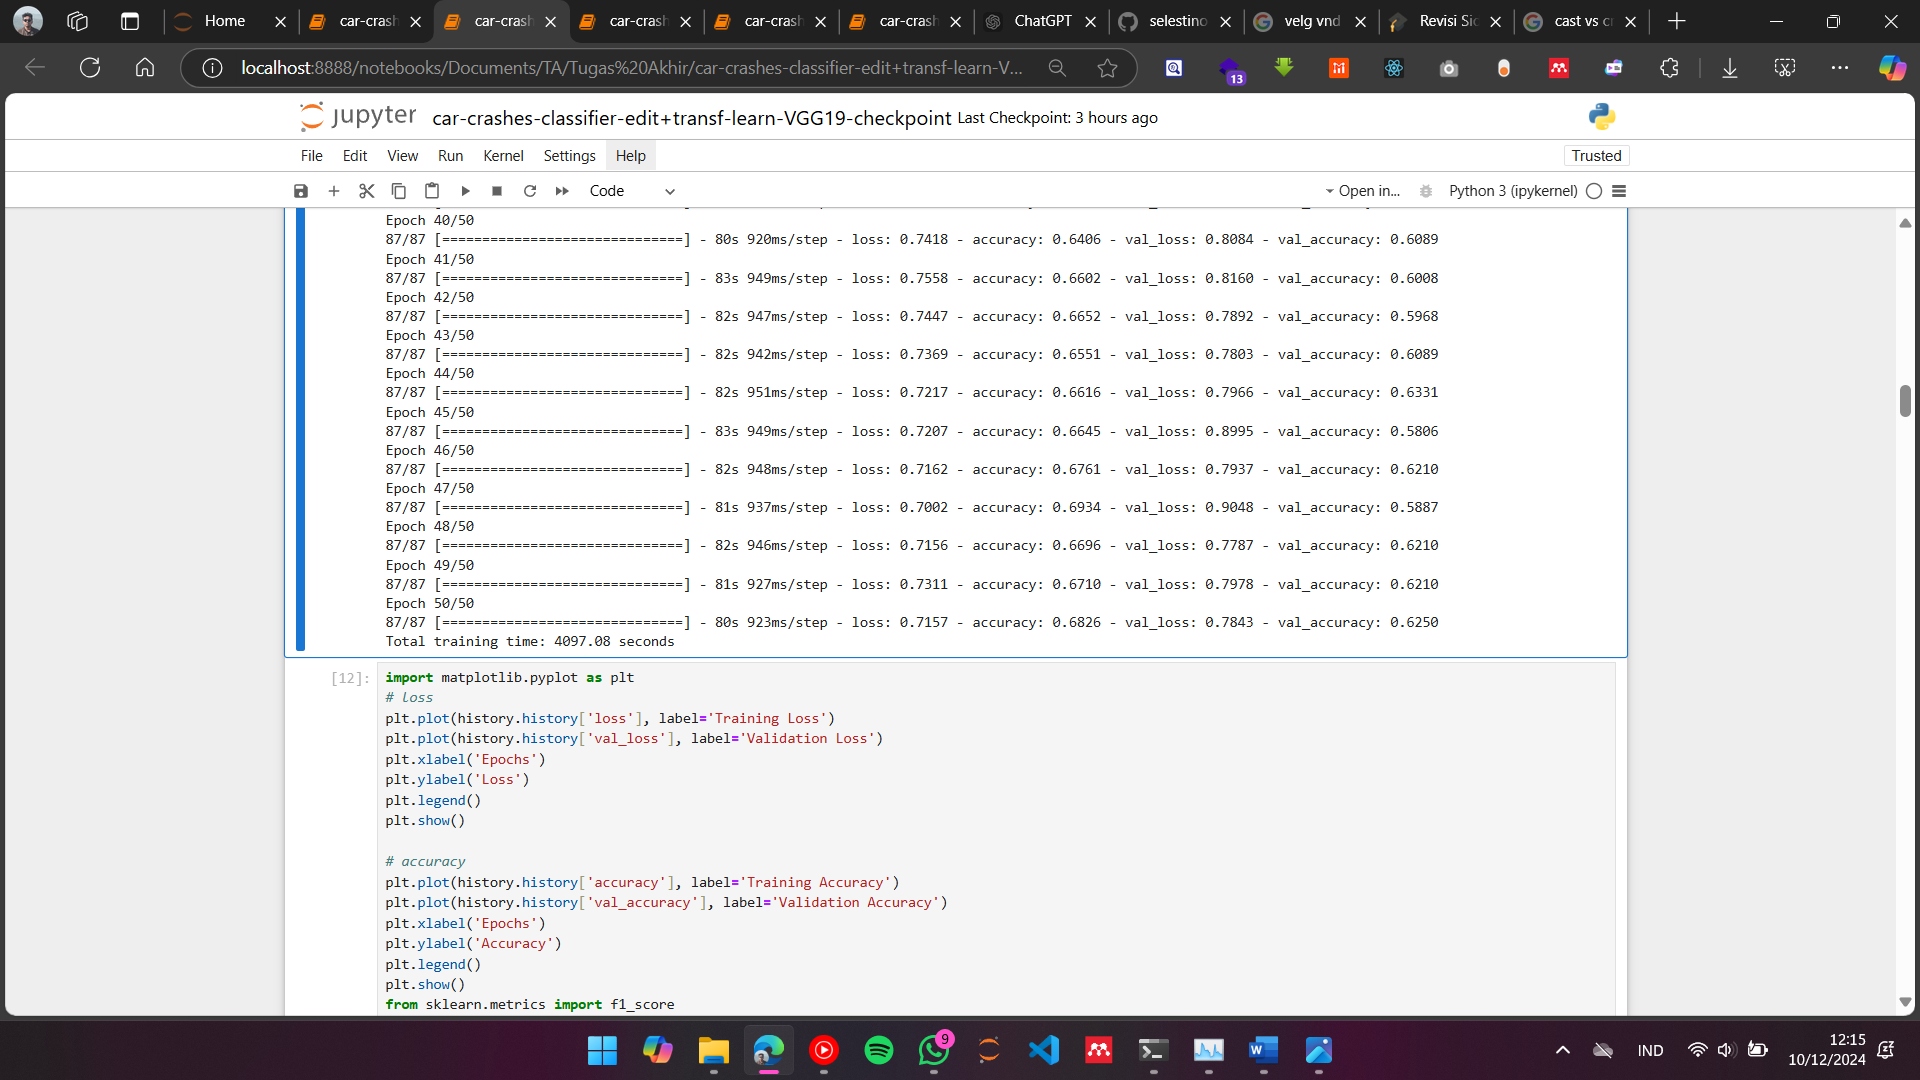 Home
car-crash
car-crash
car-crash
car-crash
car-crash
ChatGPT
selestino
velg vnd
Revisi Sic
cast vs c
localhost:8888/notebooks/Documents/TA/Tugas%20Akhir/car-crashes-classifier-edit+transf-learn-V...
13
jupyter
car-crashes-classifier-edit+transf-learn-VGG19-checkpoint Last Checkpoint: 3 hours ago
File Edit View Run Kernel Settings Help
Trusted
Code
Open in...
Python 3 (ipykernel)
Epoch 40/50
87/87 [==============================] - 80s 920ms/step - loss: 0.7418 - accuracy: 0.6406 - val_loss: 0.8084 - val_accuracy: 0.6089
Epoch 41/50
87/87 [==============================] - 83s 949ms/step - loss: 0.7558 - accuracy: 0.6602 - val_loss: 0.8160 - val_accuracy: 0.6008
Epoch 42/50
87/87 [==============================] - 82s 947ms/step - loss: 0.7447 - accuracy: 0.6652 - val_loss: 0.7892 - val_accuracy: 0.5968
Epoch 43/50
87/87 [==============================] - 82s 942ms/step - loss: 0.7369 - accuracy: 0.6551 - val_loss: 0.7803 - val_accuracy: 0.6089
Epoch 44/50
87/87 [==============================] - 82s 951ms/step - loss: 0.7217 - accuracy: 0.6616 - val_loss: 0.7966 - val_accuracy: 0.6331
Epoch 45/50
87/87 [==============================] - 83s 949ms/step - loss: 0.7207 - accuracy: 0.6645 - val_loss: 0.8995 - val_accuracy: 0.5806
Epoch 46/50
87/87 [==============================] - 82s 948ms/step - loss: 0.7162 - accuracy: 0.6761 - val_loss: 0.7937 - val_accuracy: 0.6210
Epoch 47/50
87/87 [==============================] - 81s 937ms/step - loss: 0.7002 - accuracy: 0.6934 - val_loss: 0.9048 - val_accuracy: 0.5887
Epoch 48/50
87/87 [==============================] - 82s 946ms/step - loss: 0.7156 - accuracy: 0.6696 - val_loss: 0.7787 - val_accuracy: 0.6210
Epoch 49/50
87/87 [==============================] - 81s 927ms/step - loss: 0.7311 - accuracy: 0.6710 - val_loss: 0.7978 - val_accuracy: 0.6210
Epoch 50/50
87/87 [==============================] - 80s 923ms/step - loss: 0.7157 - accuracy: 0.6826 - val_loss: 0.7843 - val_accuracy: 0.6250
Total training time: 4097.08 seconds
[12]: import matplotlib.pyplot as plt
# loss
plt.plot(history.history['loss'], label='Training Loss')
plt.plot(history.history['val_loss'], label='Validation Loss')
plt.xlabel('Epochs')
plt.ylabel('Loss')
plt.legend()
plt.show()
# accuracy
plt.plot(history.history['accuracy'], label='Training Accuracy')
plt.plot(history.history['val_accuracy'], label='Validation Accuracy')
plt.xlabel('Epochs')
plt.ylabel('Accuracy')
plt.legend()
plt.show()
from sklearn.metrics import f1_score
9
IND
12:15
10/12/2024